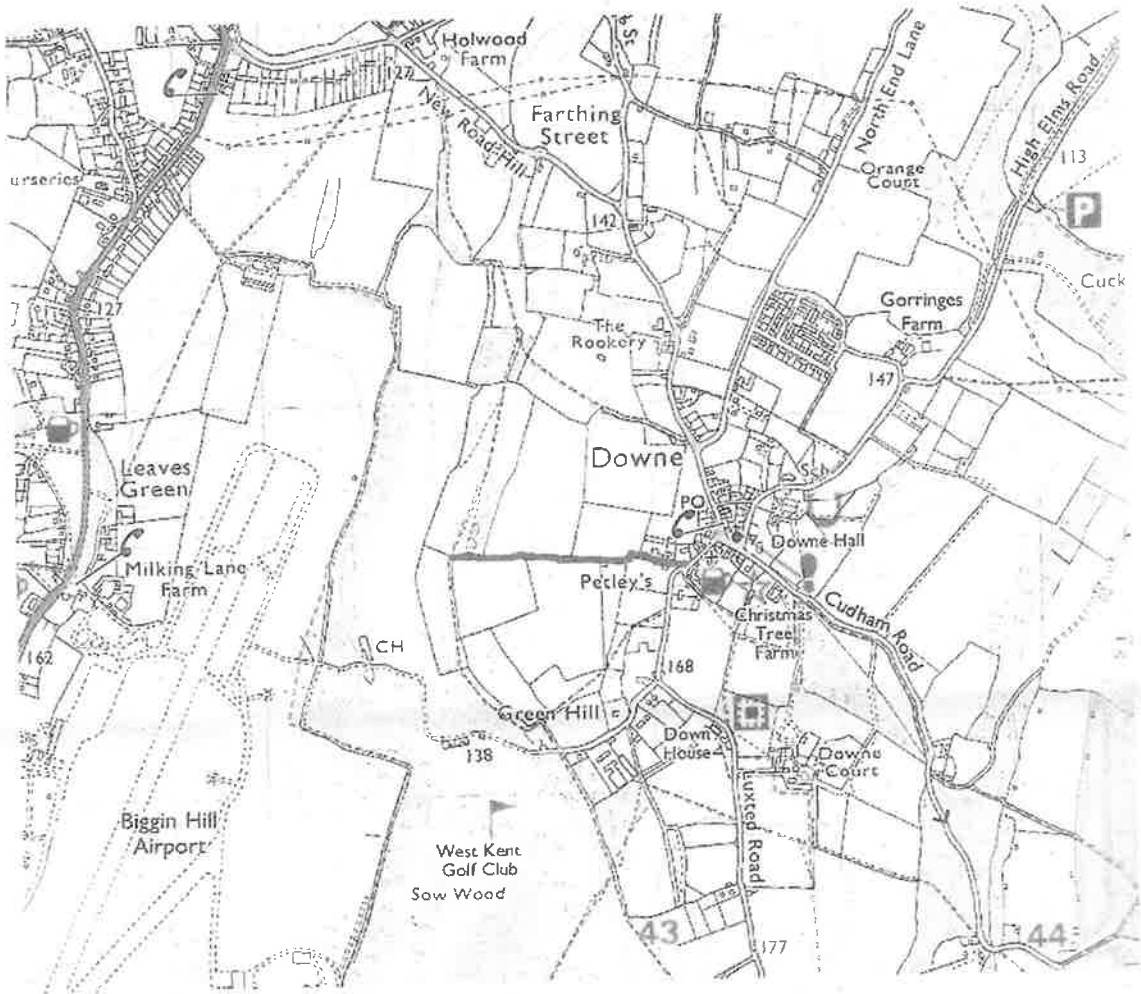 Holwood
Farm
127
New Road Hill
Farthing
Street
St
North End Lane
High Elms Road
113
Orange
Court
P
urseries
142
127
Cuck
Gorringes
Farm
The
Rookery
147
Downe
Leaves
Green
Sch
PO
Downe Hall
Milking Lane
Farm
Petley's
Christmas
Tree
Farm
Cudham Road
162
CH
168
Green Hill
Down
House
Downe
Court
138
Biggin Hill
Airport
West Kent
Golf Club
Sow Wood
Luxted Road
43
44
177